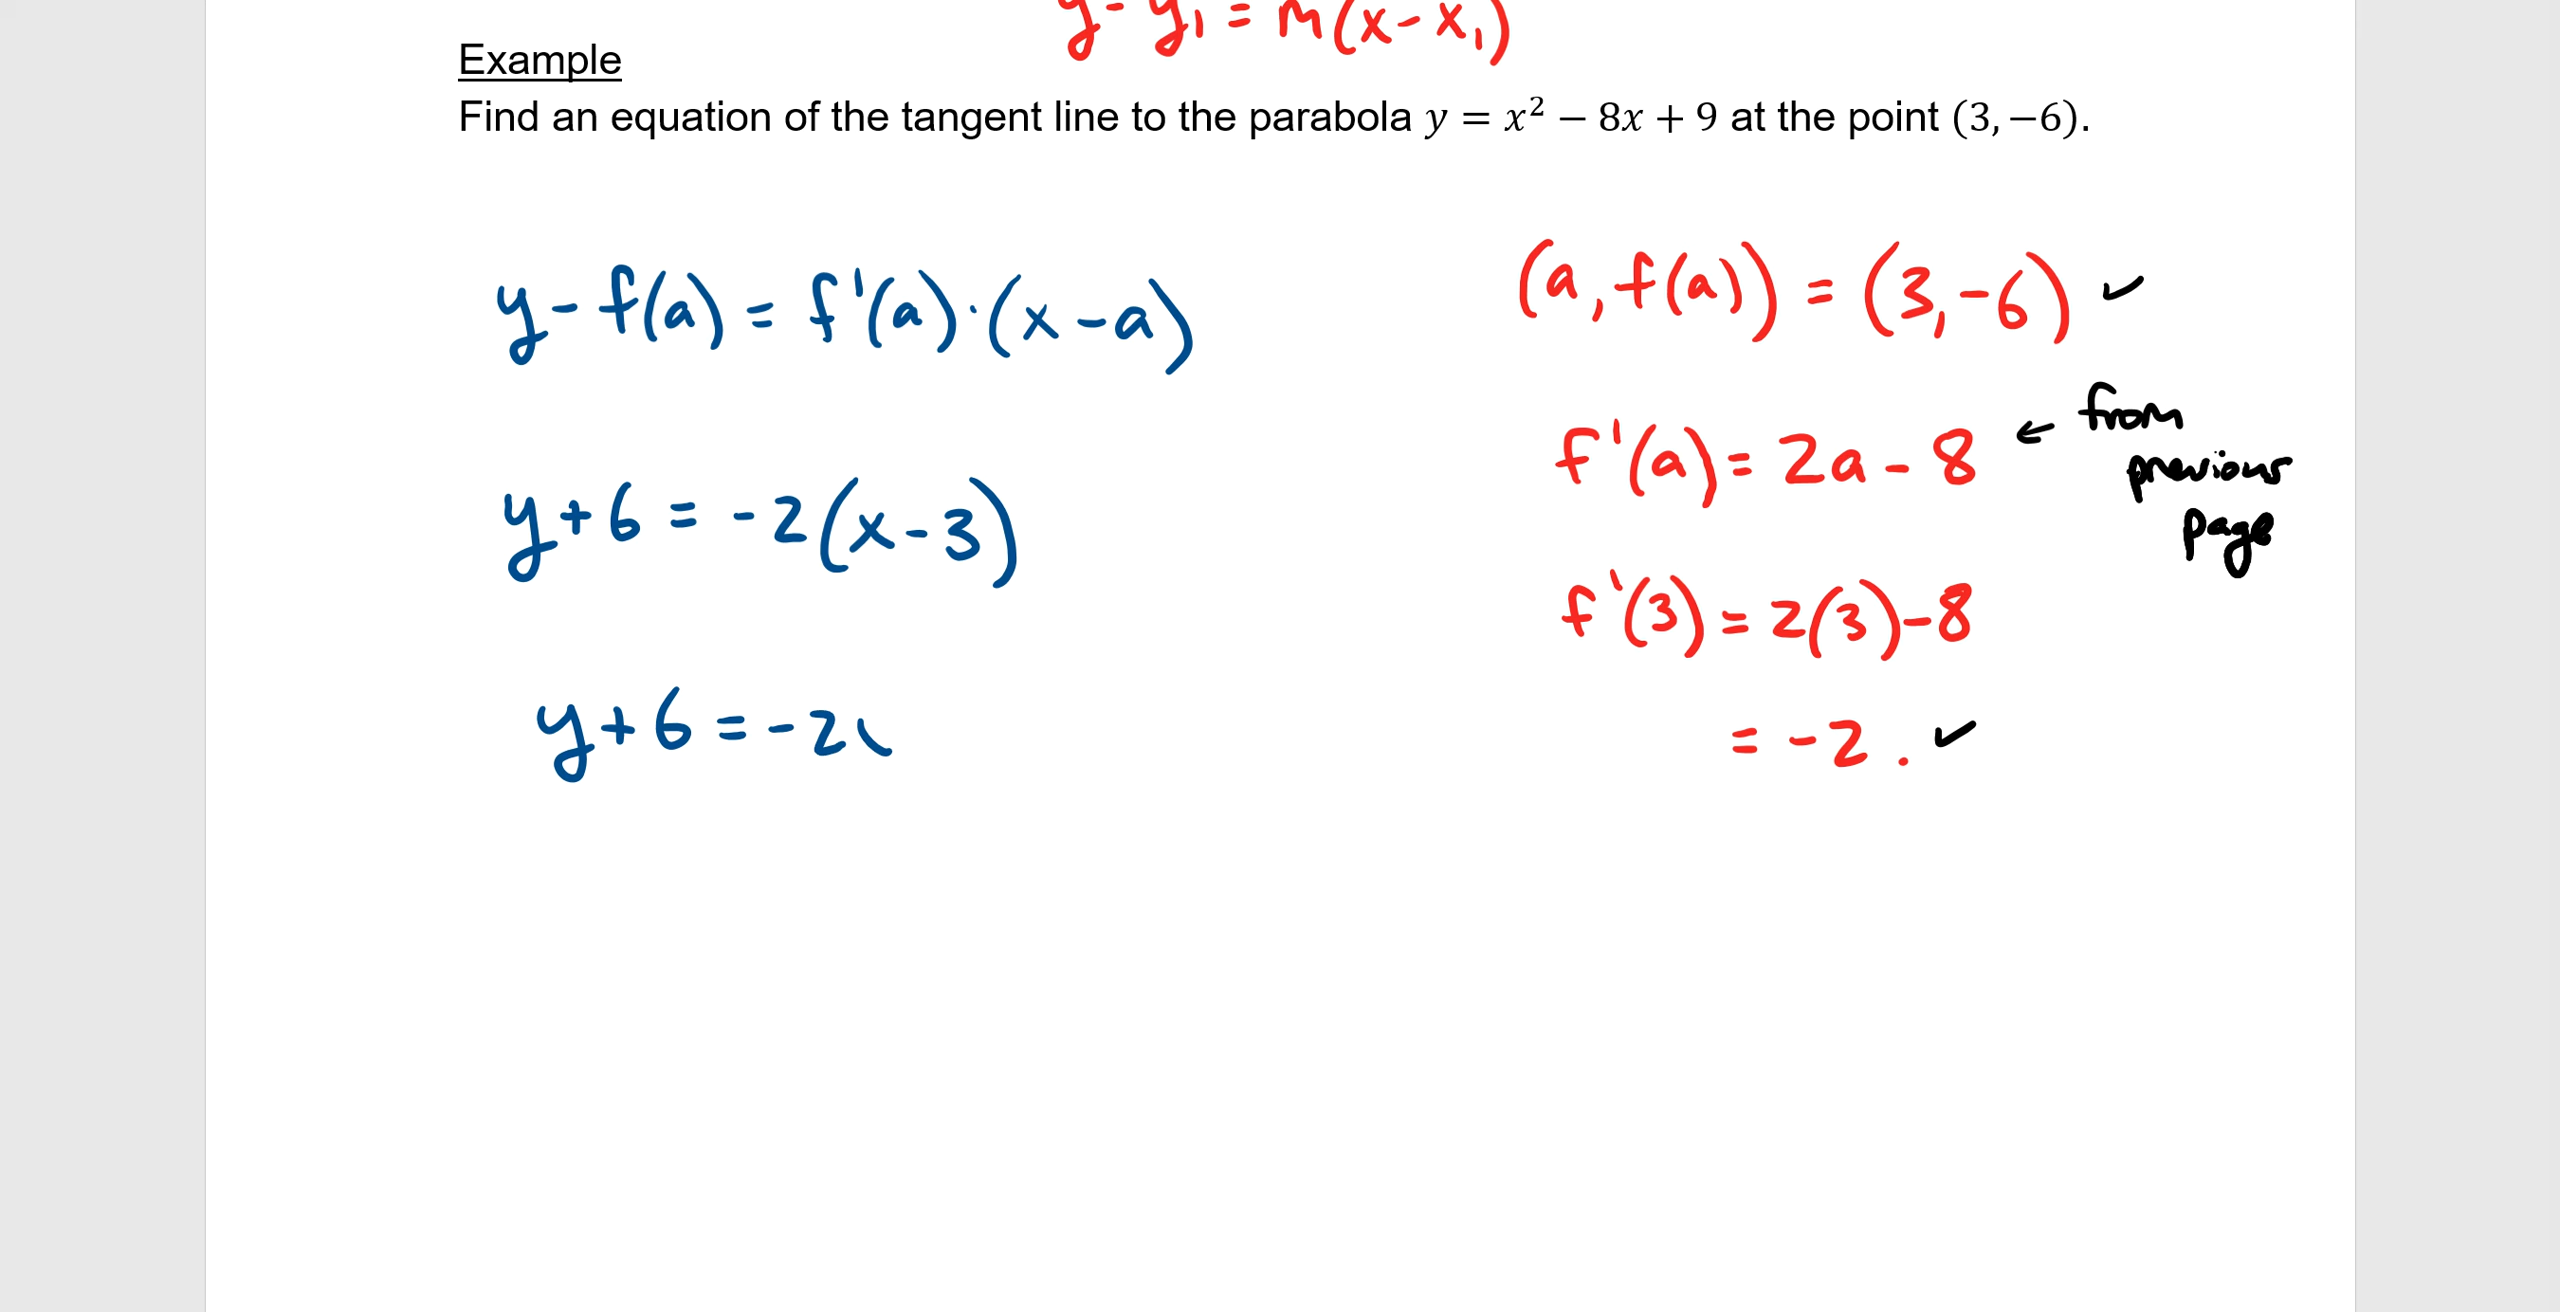 y - y₁ = m(x - x₁)
Example
Find an equation of the tangent line to the parabola y = x² − 8x + 9 at the point (3, −6).
y - f(a) = f'(a)·(x - a)
y + 6 = -2(x - 3)
y + 6 = -2(
(a, f(a)) = (3, -6) ✓
f'(a) = 2a - 8 ← from
previous
page
f'(3) = 2(3) - 8
= -2. ✓